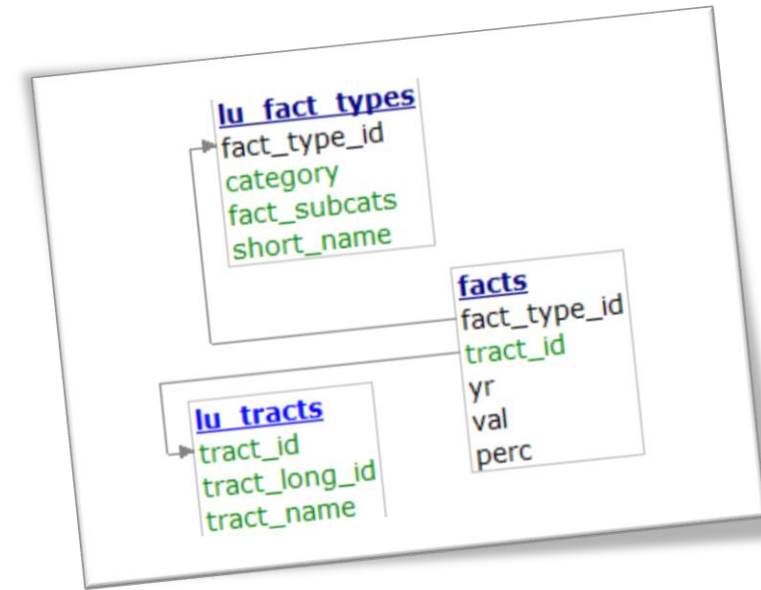 lu_fact_types
fact_type_id
category
fact_subcats
short_name
facts
fact_type_id
tract_id
yr
val
perc
lu_tracts
tract_id
tract_long_id
tract_name